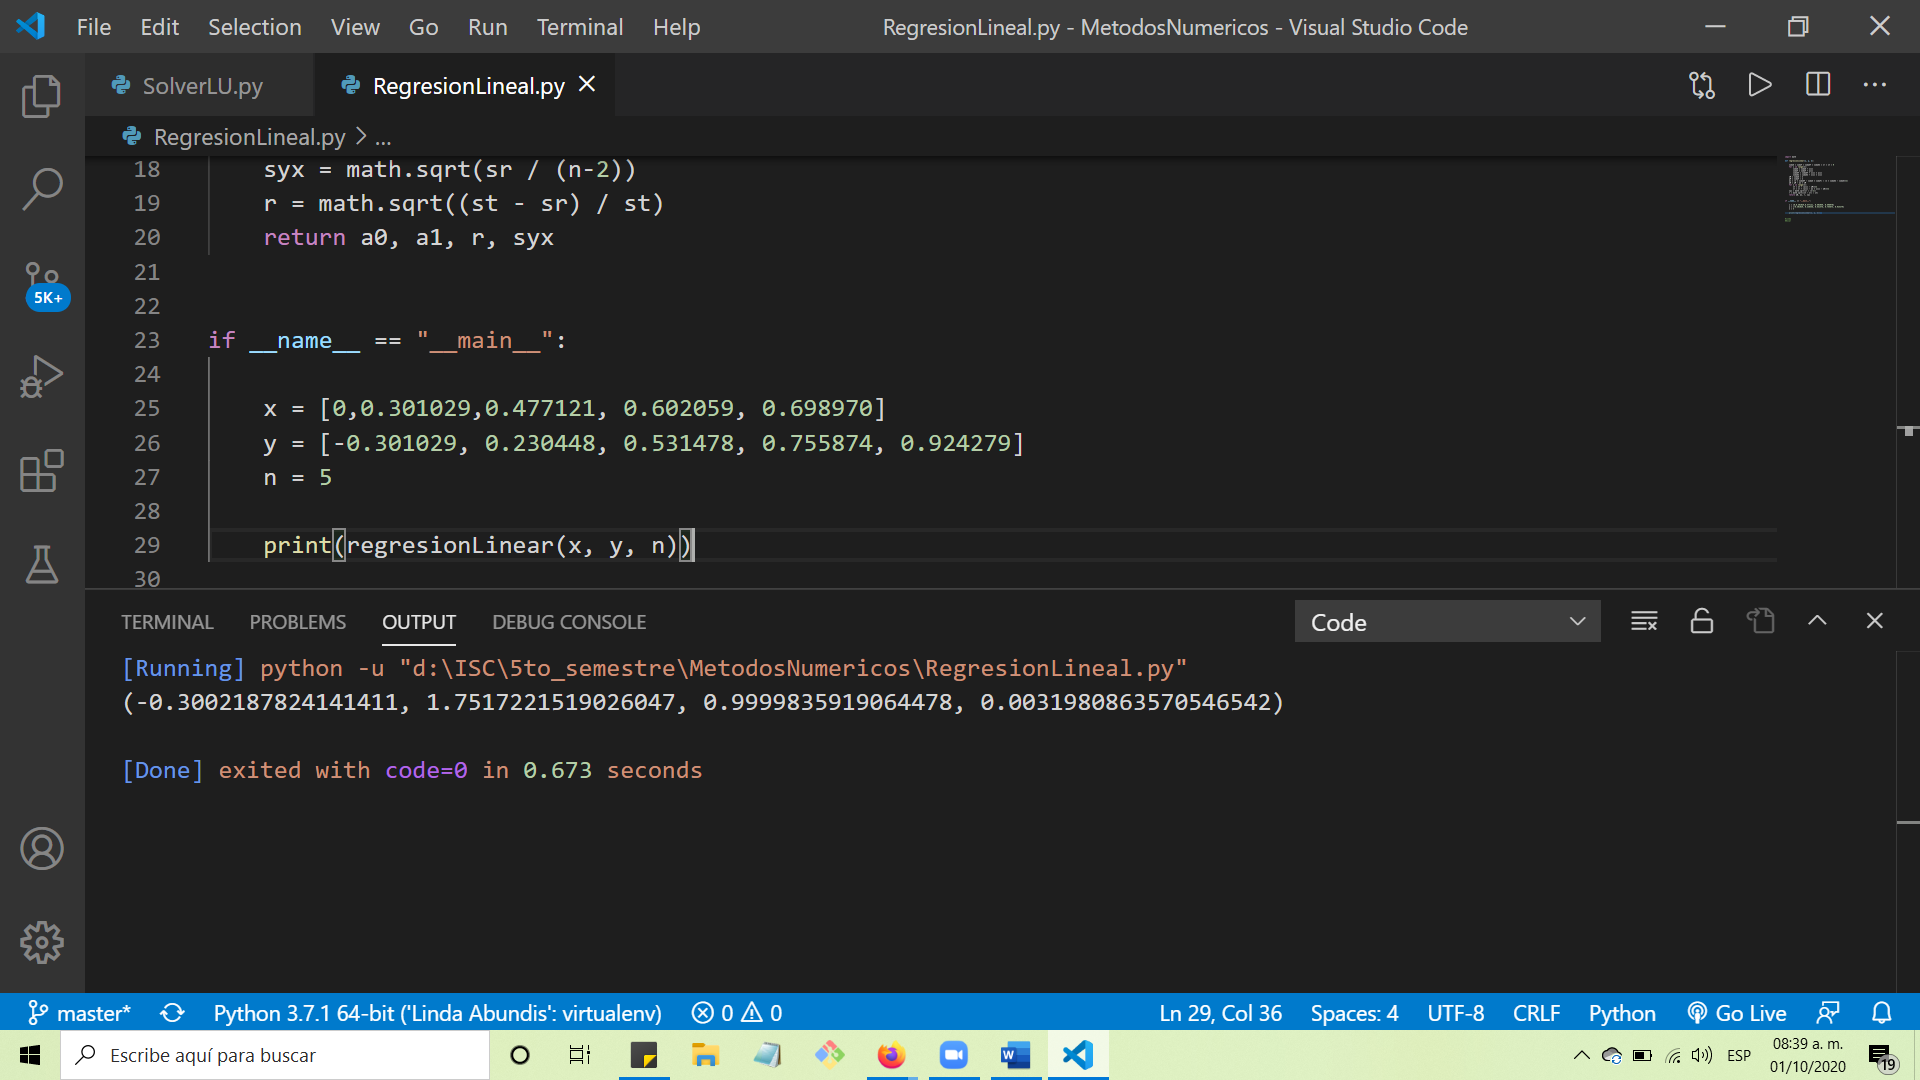 File Edit Selection View Go Run Terminal Help RegresionLineal.py - MetodosNumericos - Visual Studio Code
SolverLU.py RegresionLineal.py
RegresionLineal.py > ...
18 syx = math.sqrt(sr / (n-2))
19 r = math.sqrt((st - sr) / st)
20 return a0, a1, r, syx
21
22
23 if __name__ == "__main__":
24
25 x = [0,0.301029,0.477121, 0.602059, 0.698970]
26 y = [-0.301029, 0.230448, 0.531478, 0.755874, 0.924279]
27 n = 5
28
29 print(regresionLinear(x, y, n))
30
5K+
TERMINAL PROBLEMS OUTPUT DEBUG CONSOLE Code
[Running] python -u "d:\ISC\5to_semestre\MetodosNumericos\RegresionLineal.py"
(-0.3002187824141411, 1.7517221519026047, 0.9999835919064478, 0.0031980863570546542)
[Done] exited with code=0 in 0.673 seconds
master* Python 3.7.1 64-bit ('Linda Abundis': virtualenv) 0 0 Ln 29, Col 36 Spaces: 4 UTF-8 CRLF Python Go Live
Escribe aquí para buscar ESP 08:39 a. m.
01/10/2020 19